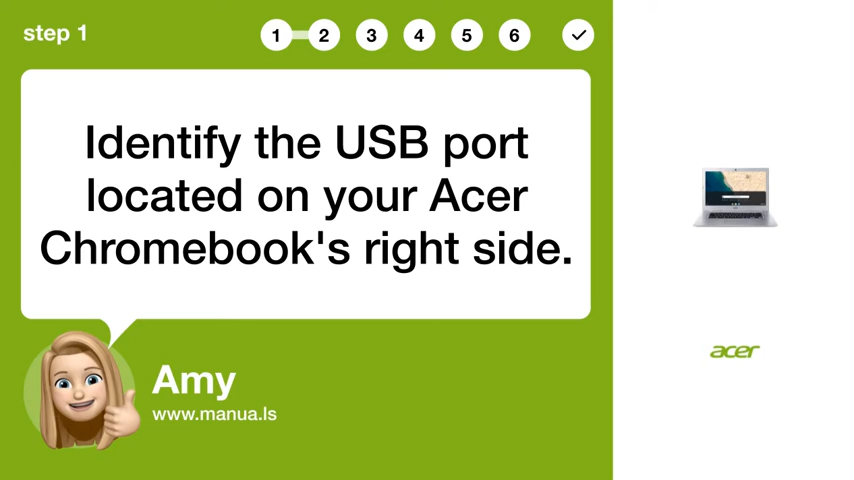 step 1
1 2 3 4 5 6
Identify the USB port
located on your Acer
Chromebook's right side.
Amy
www.manua.ls
acer